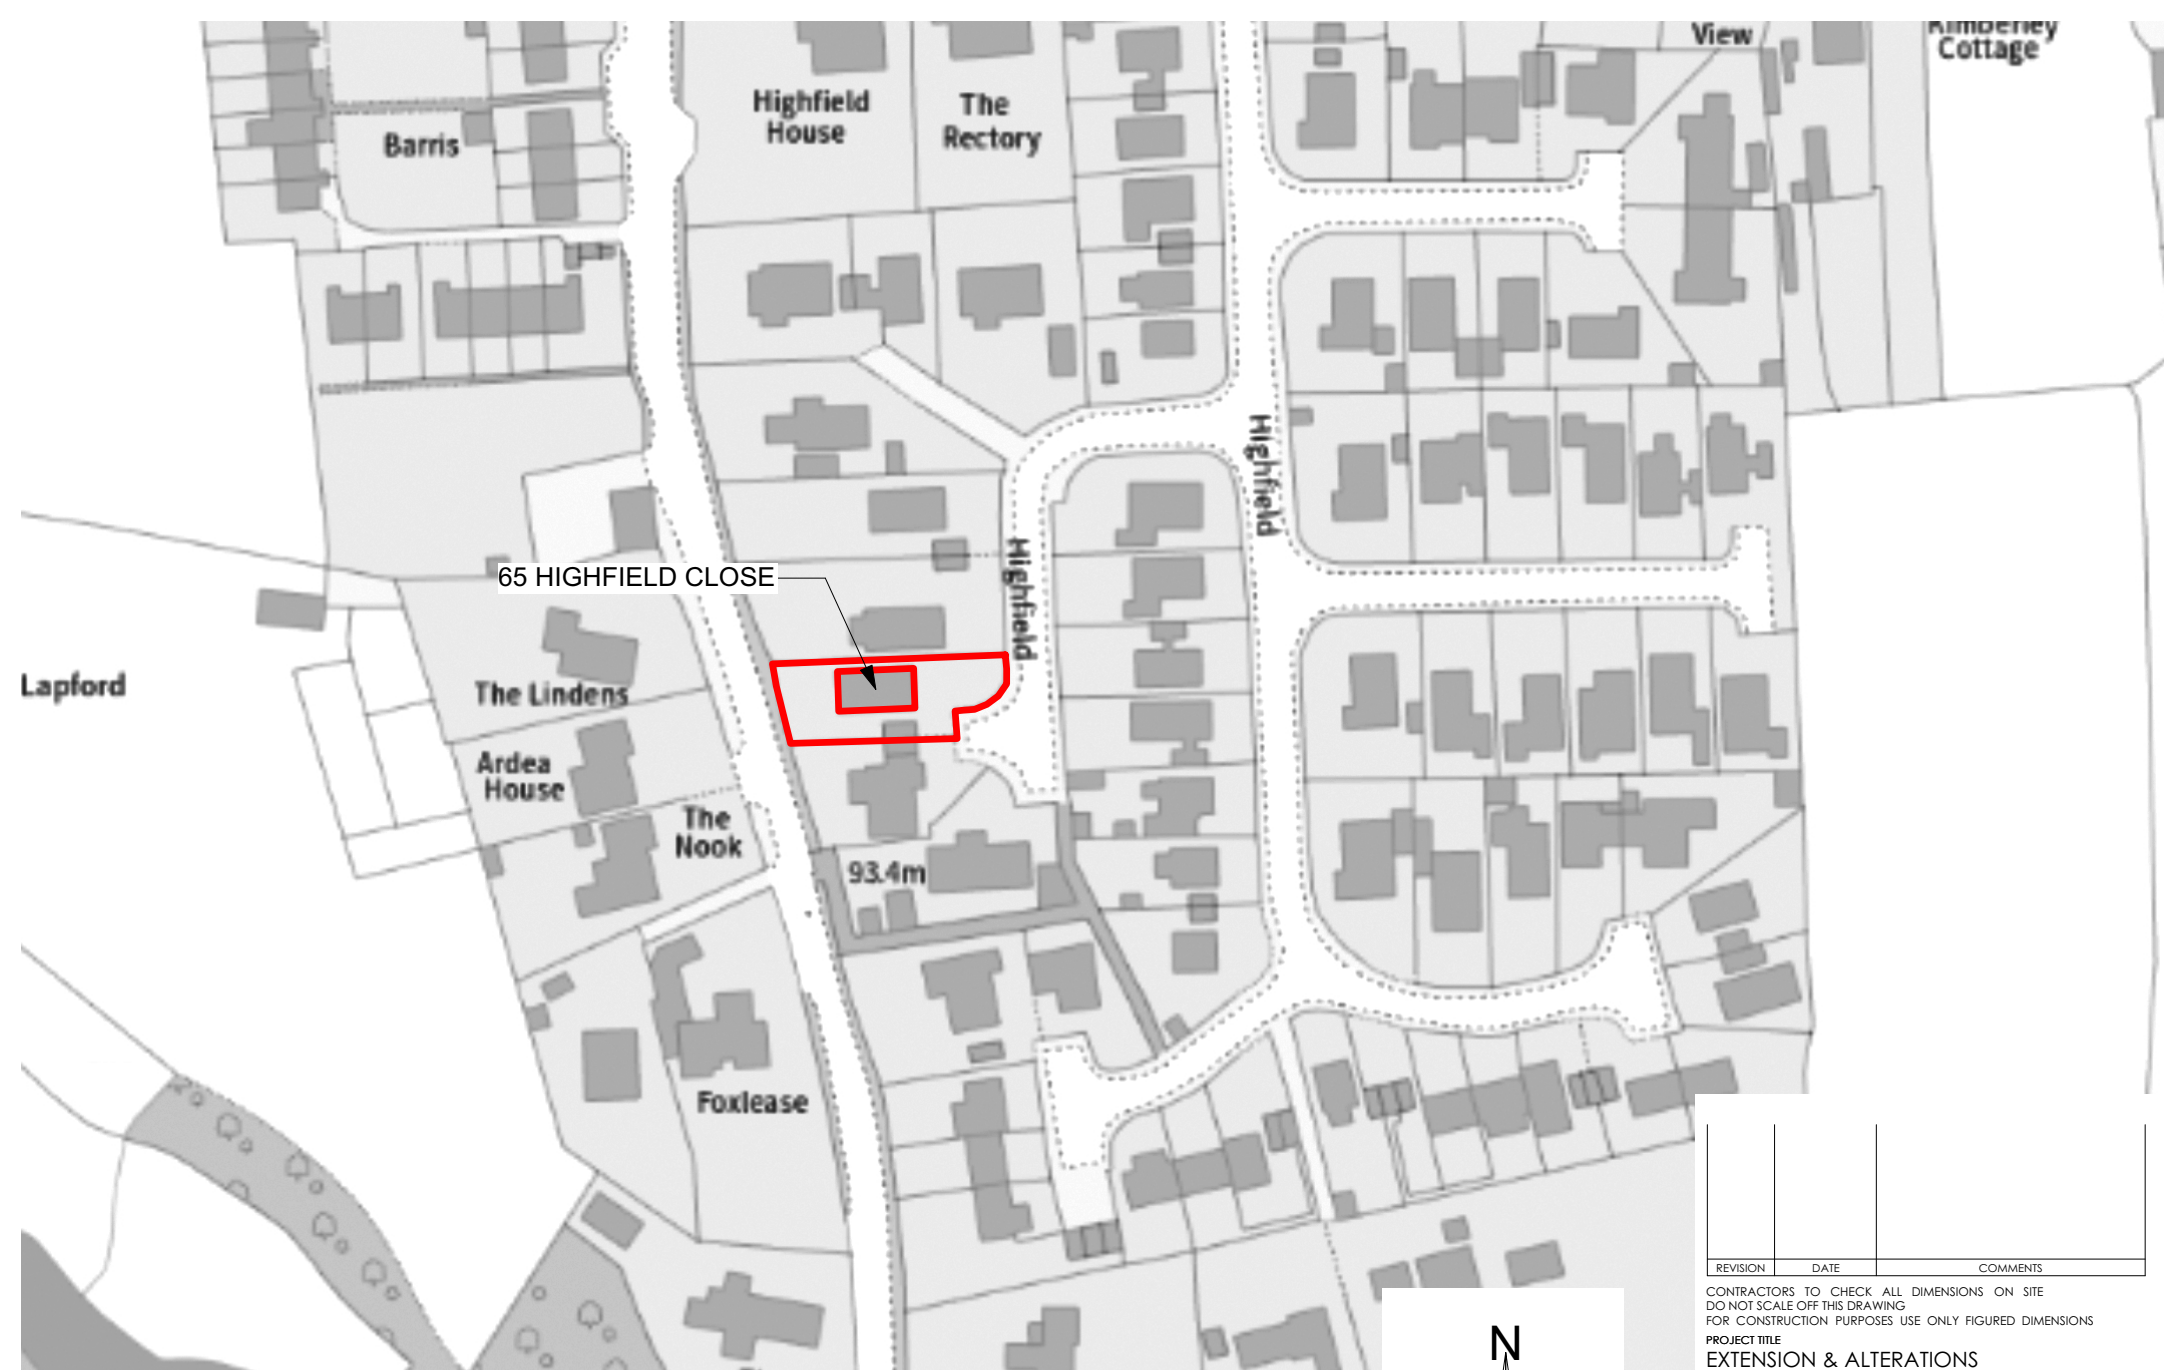 View
Kimberley
Cottage
Highfield
House
The
Rectory
Barris
Highfield
Highfield
65 HIGHFIELD CLOSE
Lapford
The Lindens
Ardea
House
The
Nook
93.4m
Foxlease
REVISION DATE COMMENTS
CONTRACTORS TO CHECK ALL DIMENSIONS ON SITE
DO NOT SCALE OFF THIS DRAWING
FOR CONSTRUCTION PURPOSES USE ONLY FIGURED DIMENSIONS
PROJECT TITLE
EXTENSION & ALTERATIONS
N